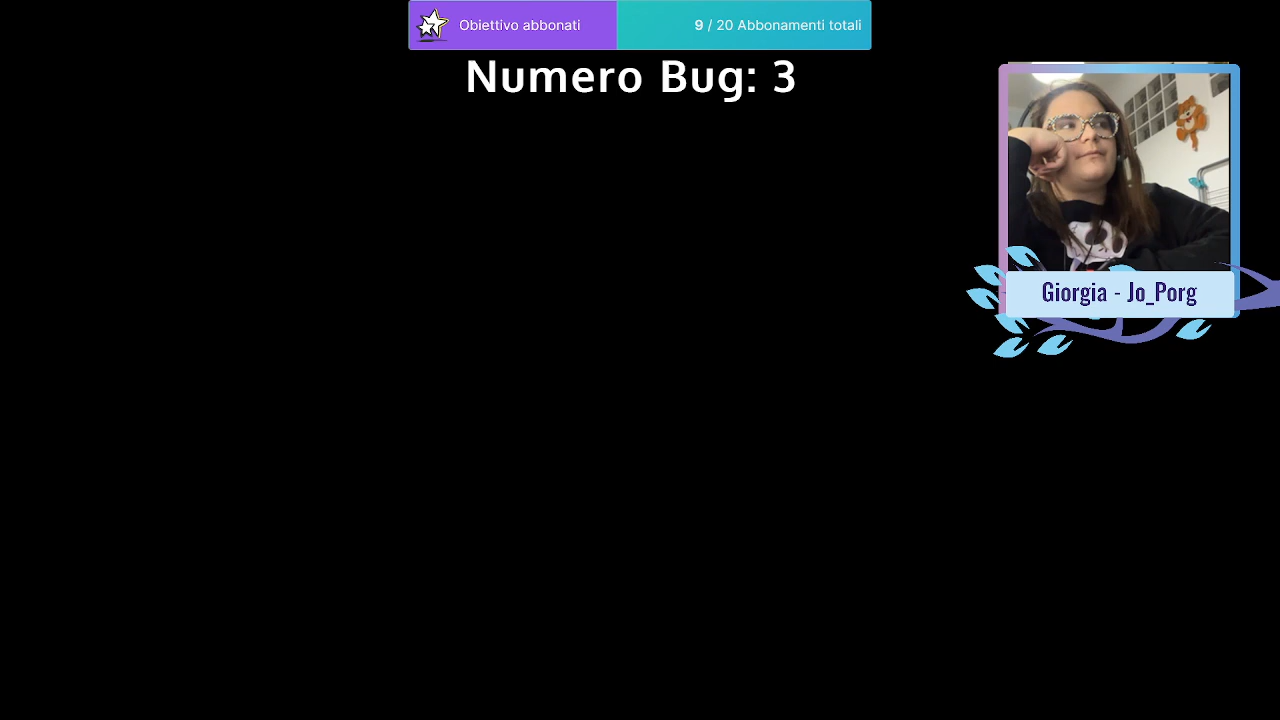 Obiettivo abbonati
9 / 20 Abbonamenti totali
Numero Bug: 3
Giorgia - Jo_Porg